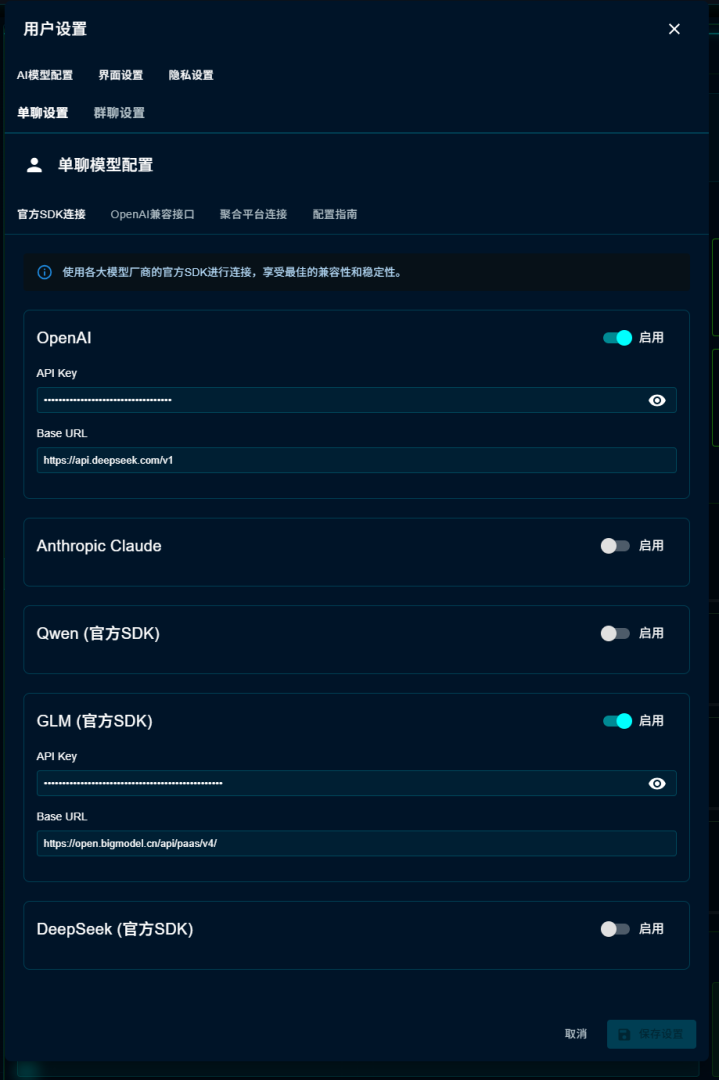 用户设置
AI模型配置 界面设置 隐私设置
单聊设置 群聊设置
单聊模型配置
官方SDK连接 OpenAI兼容接口 聚合平台连接 配置指南
使用各大模型厂商的官方SDK进行连接，享受最佳的兼容性和稳定性。
OpenAI 启用
API Key
Base URL
https://api.deepseek.com/v1
Anthropic Claude 启用
Qwen (官方SDK) 启用
GLM (官方SDK) 启用
API Key
Base URL
https://open.bigmodel.cn/api/paas/v4/
DeepSeek (官方SDK) 启用
取消 保存设置